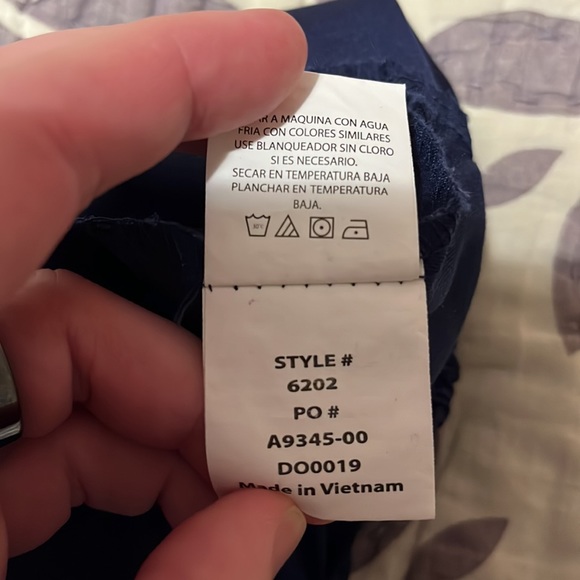 A MAQUINA CON AGUA
FRIA CON COLORES SIMILARES
USE BLANQUEADOR SIN CLORO
SI ES NECESARIO.
SECAR EN TEMPERATURA BAJA
PLANCHAR EN TEMPERATURA
BAJA.
30°C
STYLE #
6202
PO #
A9345-00
DO0019
Made in Vietnam